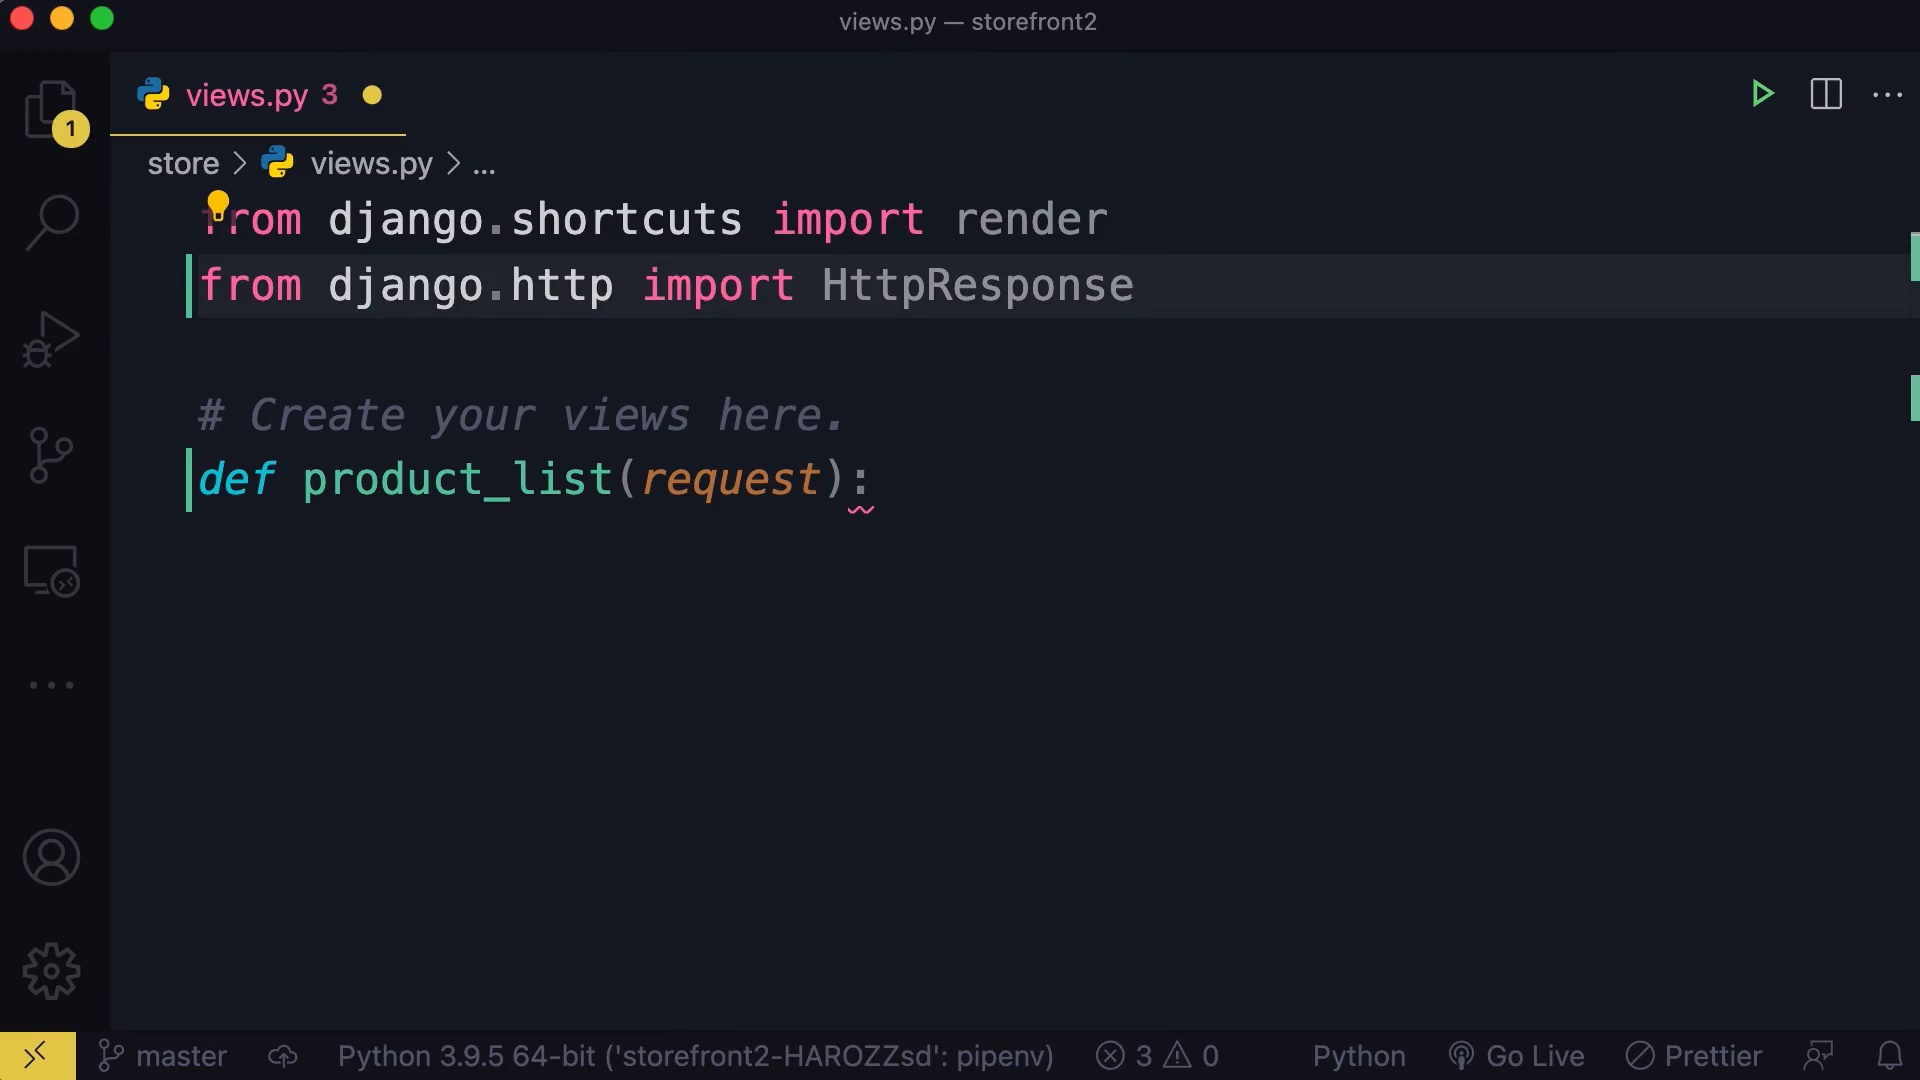 views.py — storefront2
views.py 3
1
store > views.py > ...
from django.shortcuts import render
from django.http import HttpResponse
# Create your views here.
def product_list(request):
master Python 3.9.5 64-bit ('storefront2-HAROZZsd': pipenv) 3 0 Python Go Live Prettier